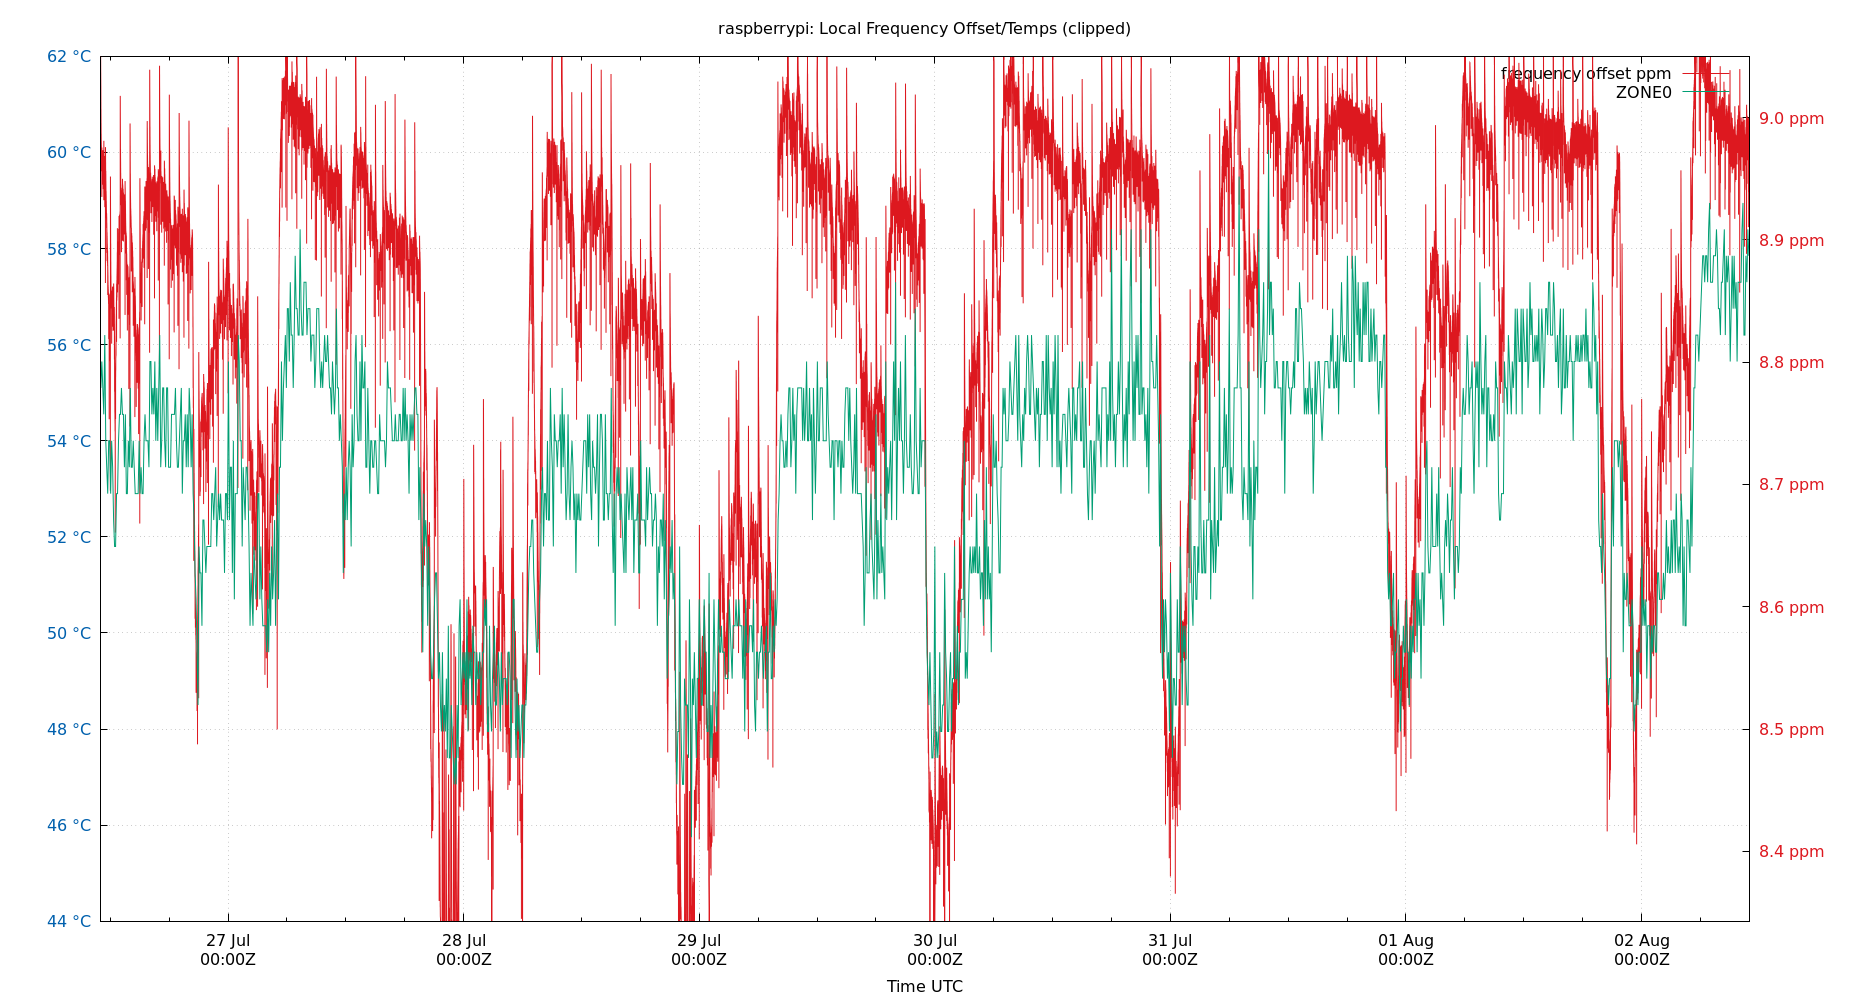 raspberrypi: Local Frequency Offset/Temps (clipped)
62 °C
60 °C
58 °C
56 °C
54 °C
52 °C
50 °C
48 °C
46 °C
44 °C
frequency offset ppm
ZONE0
9.0 ppm
8.9 ppm
8.8 ppm
8.7 ppm
8.6 ppm
8.5 ppm
8.4 ppm
27 Jul 28 Jul 29 Jul 30 Jul 31 Jul 01 Aug 02 Aug
00:00Z 00:00Z 00:00Z 00:00Z 00:00Z 00:00Z 00:00Z
Time UTC